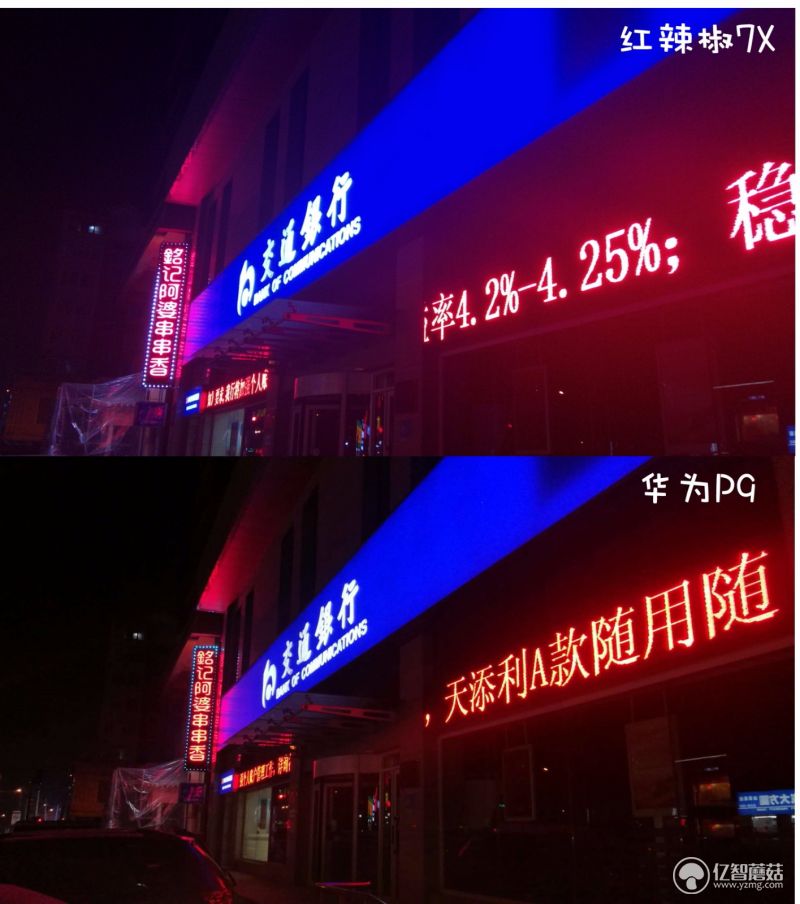 红辣椒7X
交通银行
BANK OF COMMUNICATIONS
率4.2%-4.25%；稳
銘记阿婆串串香
华为P9
交通银行
BANK OF COMMUNICATIONS
，天添利A款随用随
銘记阿婆串串香
亿智蘑菇
www.yzmg.com